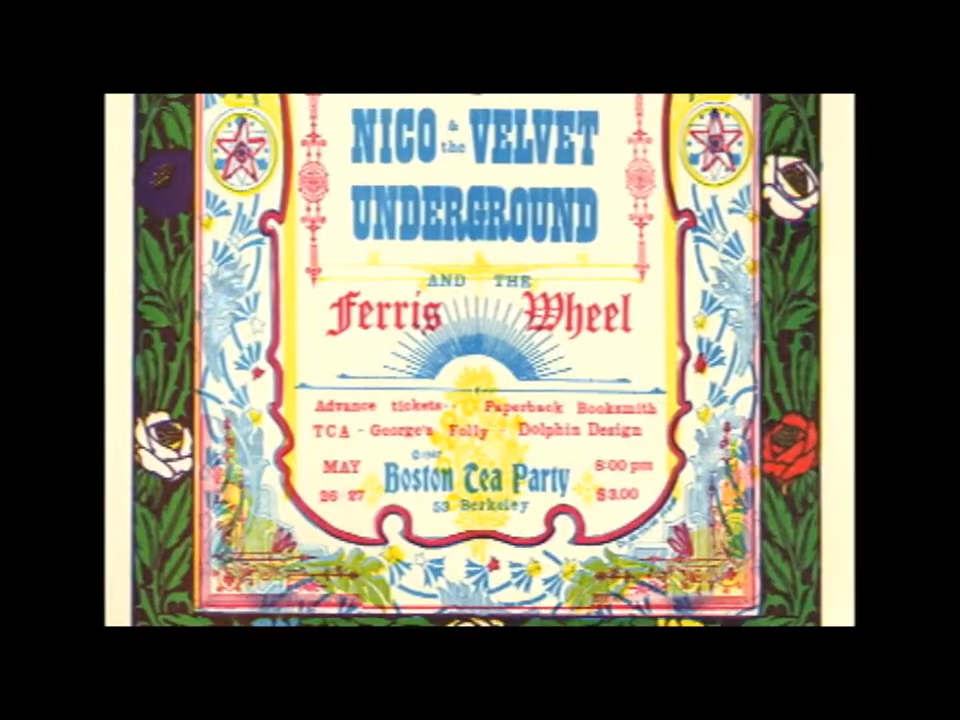 NICO & the VELVET
UNDERGROUND
AND THE
Ferris Wheel
Advance tickets - Paperback Booksmith
TCA - George's Folly - Dolphin Design
MAY 26 27
© 1967
Boston Tea Party
53 Berkeley
8:00 pm
$3.00